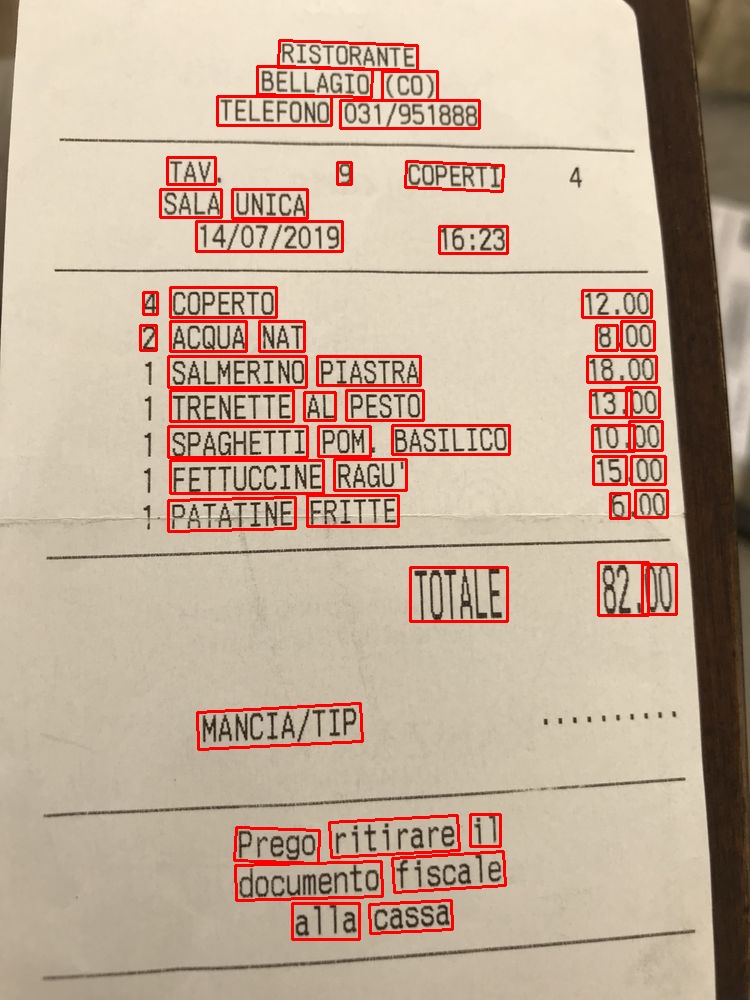 RISTORANTE
BELLAGIO (CO)
TELEFONO 031/951888
TAV. 9 COPERTI 4
SALA UNICA
14/07/2019 16:23
4 COPERTO 12.00
2 ACQUA NAT 8.00
1 SALMERINO PIASTRA 18.00
1 TRENETTE AL PESTO 13.00
1 SPAGHETTI POM. BASILICO 10.00
1 FETTUCCINE RAGU' 15.00
1 PATATINE FRITTE 6.00
TOTALE 82.00
MANCIA/TIP ..........
Prego ritirare il
documento fiscale
alla cassa